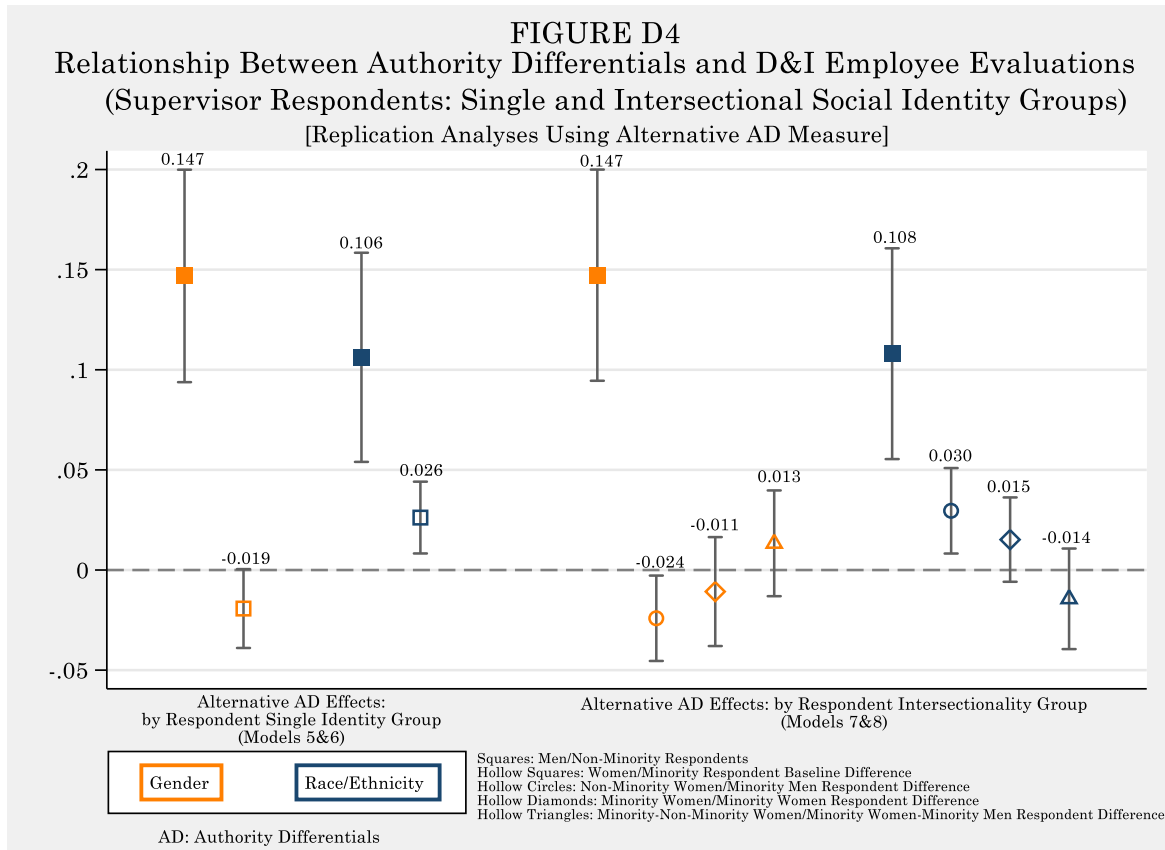 FIGURE D4
Relationship Between Authority Differentials and D&I Employee Evaluations
(Supervisor Respondents: Single and Intersectional Social Identity Groups)
[Replication Analyses Using Alternative AD Measure]
.2
.15
.1
.05
0
-.05
0.147
-0.019
0.106
0.026
0.147
-0.024
-0.011
0.013
0.108
0.030
0.015
-0.014
Alternative AD Effects:
by Respondent Single Identity Group
(Models 5&6)
Alternative AD Effects: by Respondent Intersectionality Group
(Models 7&8)
Gender
Race/Ethnicity
Squares: Men/Non-Minority Respondents
Hollow Squares: Women/Minority Respondent Baseline Difference
Hollow Circles: Non-Minority Women/Minority Men Respondent Difference
Hollow Diamonds: Minority Women/Minority Women Respondent Difference
Hollow Triangles: Minority-Non-Minority Women/Minority Women-Minority Men Respondent Difference
AD: Authority Differentials